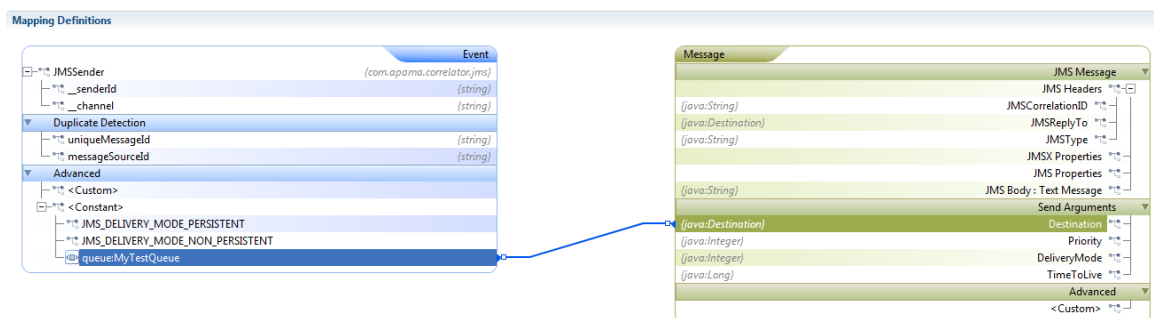 Mapping Definitions
Event
JMSSender {com.apama.correlator.jms}
__senderId {string}
__channel {string}
Duplicate Detection
uniqueMessageId {string}
messageSourceId {string}
Advanced
<Custom>
<Constant>
JMS_DELIVERY_MODE_PERSISTENT
JMS_DELIVERY_MODE_NON_PERSISTENT
queue:MyTestQueue
Message
JMS Message
JMS Headers
{java:String} JMSCorrelationID
{java:Destination} JMSReplyTo
{java:String} JMSType
JMSX Properties
JMS Properties
{java:String} JMS Body : Text Message
Send Arguments
{java:Destination} Destination
{java:Integer} Priority
{java:Integer} DeliveryMode
{java:Long} TimeToLive
Advanced
<Custom>